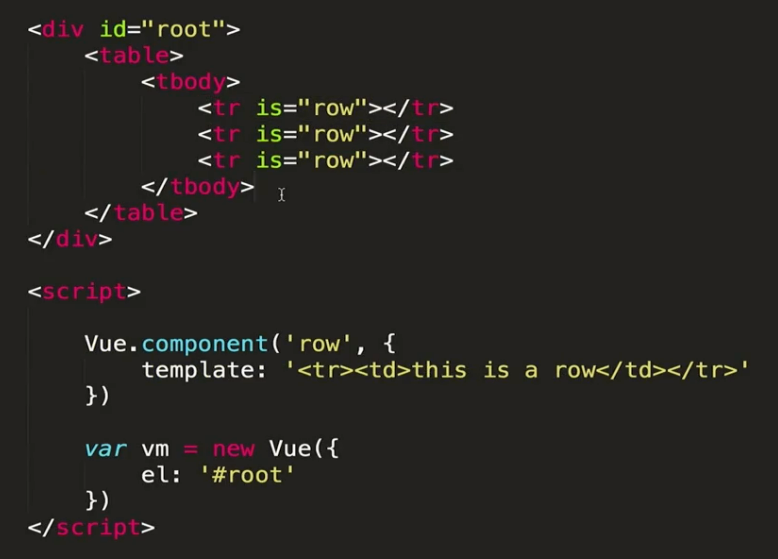 <div id="root">
    <table>
        <tbody>
            <tr is="row"></tr>
            <tr is="row"></tr>
            <tr is="row"></tr>
        </tbody>
    </table>
</div>

<script>

    Vue.component('row', {
        template: '<tr><td>this is a row</td></tr>'
    })

    var vm = new Vue({
        el: '#root'
    })
</script>